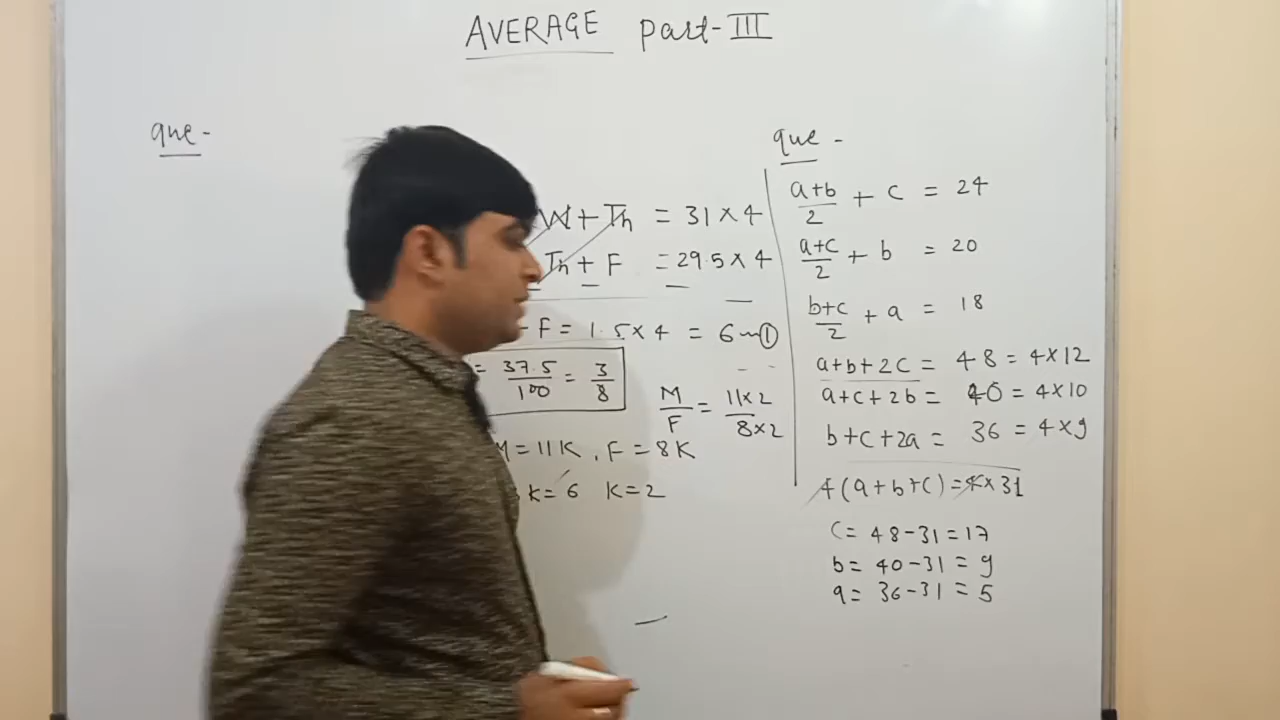 AVERAGE part-III
que-
W+Th = 31×4
Th+F = 29.5×4
-F = 1.5×4 = 6-①
= 37.5/100 = 3/8
M/F = 11×2/8×2
M=11K, F=8K
K=6 K=2
que -
a+b/2 + c = 24
a+c/2 + b = 20
b+c/2 + a = 18
a+b+2c = 48 = 4×12
a+c+2b = 40 = 4×10
b+c+2a = 36 = 4×9
4(a+b+c)=4×31
c= 48-31=17
b= 40-31=9
a= 36-31=5